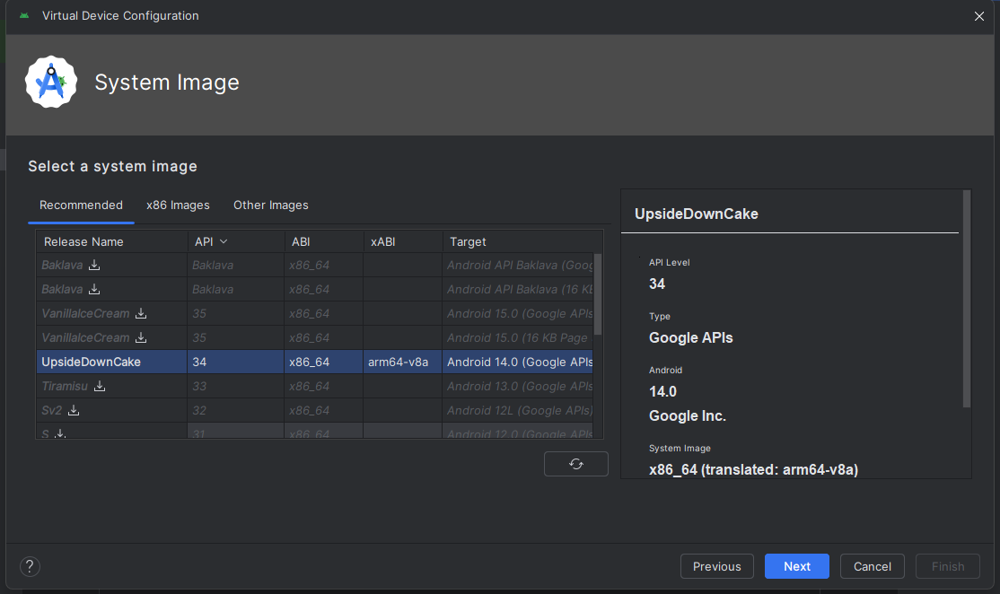 Virtual Device Configuration
System Image
Select a system image
Recommended x86 Images Other Images
Release Name API ABI xABI Target
Baklava Baklava x86_64 Android API Baklava (Goog
Baklava Baklava x86_64 Android API Baklava (16 KB
VanillaIceCream 35 x86_64 Android 15.0 (Google APIs
VanillaIceCream 35 x86_64 Android 15.0 (16 KB Page
UpsideDownCake 34 x86_64 arm64-v8a Android 14.0 (Google APIs
Tiramisu 33 x86_64 Android 13.0 (Google APIs
Sv2 32 x86_64 Android 12L (Google APIs)
S 31 x86_64 Android 12.0 (Google APIs
UpsideDownCake
API Level
34
Type
Google APIs
Android
14.0
Google Inc.
System Image
x86_64 (translated: arm64-v8a)
? Previous Next Cancel Finish